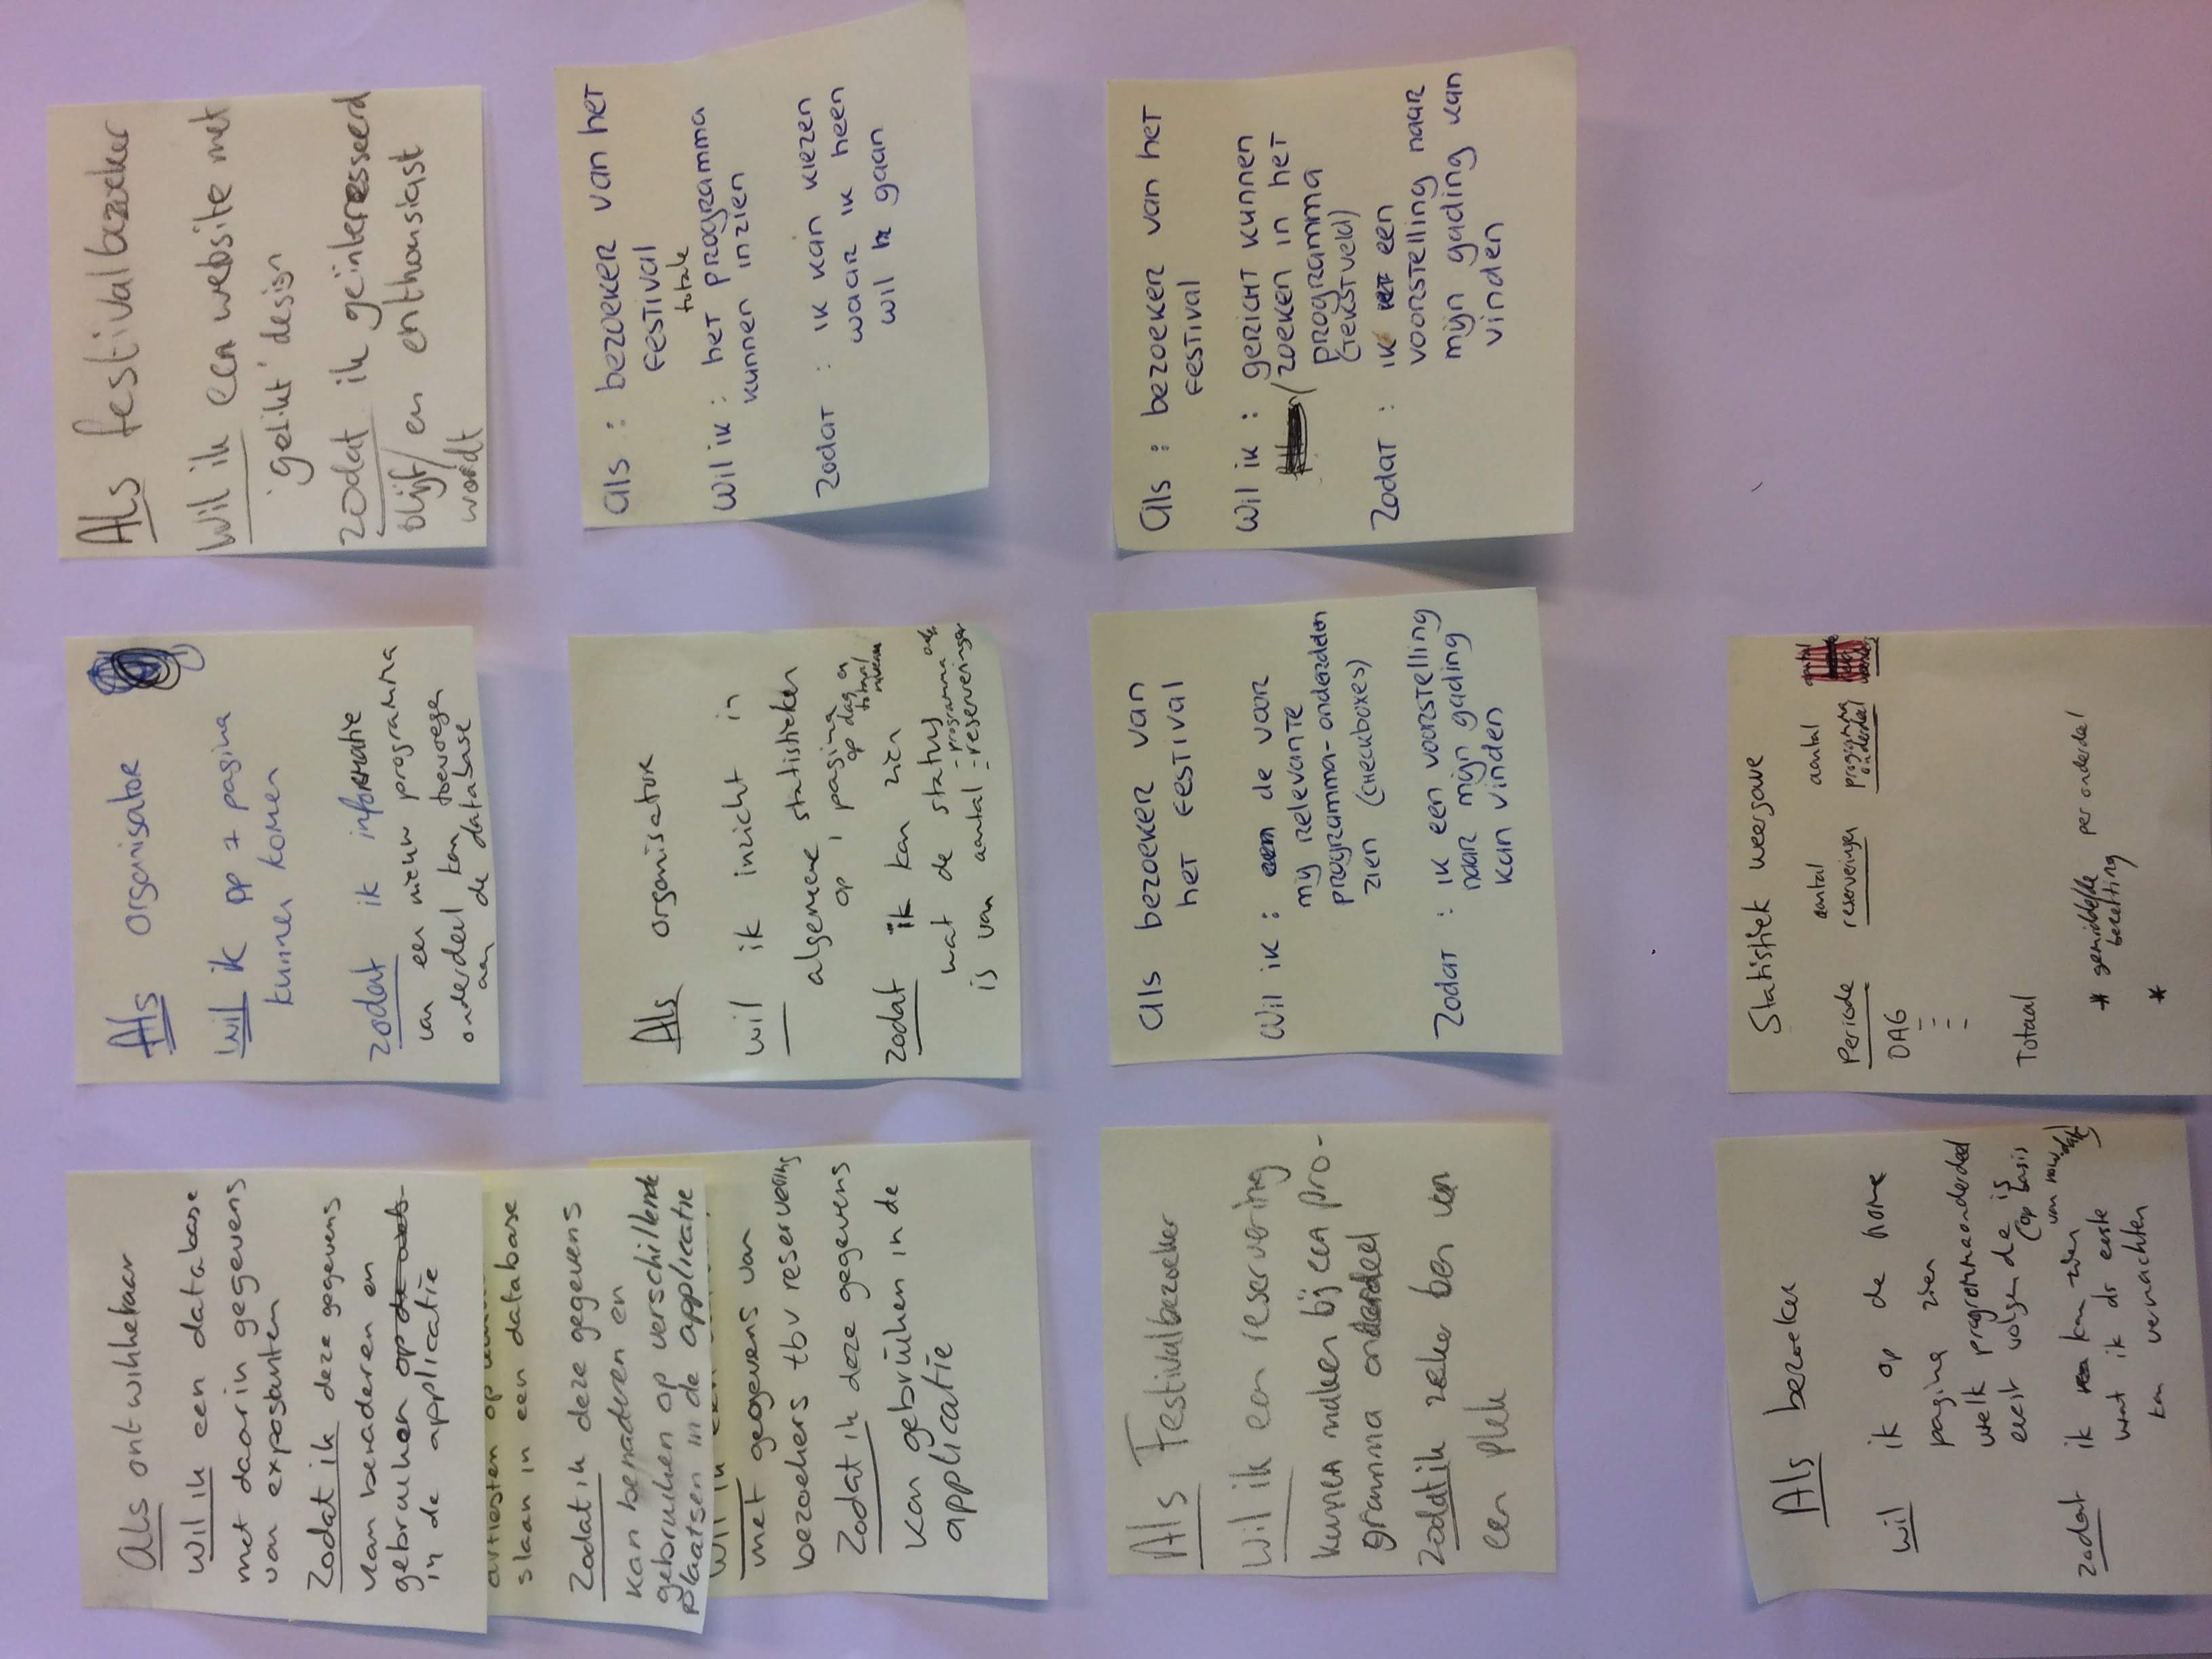 Als ontwikkelaar
Wil ik een database
met daarin gegevens
van exposanten
Zodat ik deze gegevens
kan benaderen en
gebruiken op de web
in de applicatie
artiesten op
slaan in een database
Zodat ik deze gegevens
kan benaderen en
gebruiken op verschillende
plaatsen in de applicatie
Wil ik een
met gegevens van
bezoekers tbv reservering
Zodat ik deze gegevens
kan gebruiken in de
applicatie
Als organisator
Wil ik op 1 pagina
kunnen komen
zodat ik informatie
van een nieuw programma
onderdeel kan toevoegen
aan de database
Als festivalbezoeker
Wil ik een website met
'gelikt' design
zodat ik geïnteresseerd
blijf/en enthousiast
wordt
Als organisator
wil ik inzicht in
algemene statistieken
op 1 pagina
op dag en
totaal
niveau
zodat ik kan zien
wat de status
is van aantal
- programma ond.
- reserveringen
-
Als : bezoeker van het
festival
totale
Wil ik : het programma
kunnen inzien
Zodat : ik kan kiezen
waar ik heen
wil gaan
Als Festivalbezoeker
Wil ik een reservering
kunnen maken bij een pro-
gramma onderdeel
Zodat ik zeker ben van
een plek
Als bezoeker van
het festival
Wil ik : de voor
mij relevante
programma-onderdelen
zien (checkboxes)
Zodat : ik een voorstelling
naar mijn gading
kan vinden
Als : bezoeker van het
festival
Wil ik : gericht kunnen
/zoeken in het
programma
(tekstveld)
Zodat : ik een
voorstelling naar
mijn gading kan
vinden
Als bezoeker
wil ik op de home
pagina zien
welk programmaonderdeel
eerst volgende is
(op basis
van now.date)
zodat ik kan zien
wat ik als eerste
kan verwachten
Statistiek weergave
Periode
aantal
reserveringen
aantal
programma
onderdeel
DAG
-
-
-
-
Totaal
* gemiddelde per onderdeel
bezetting
*